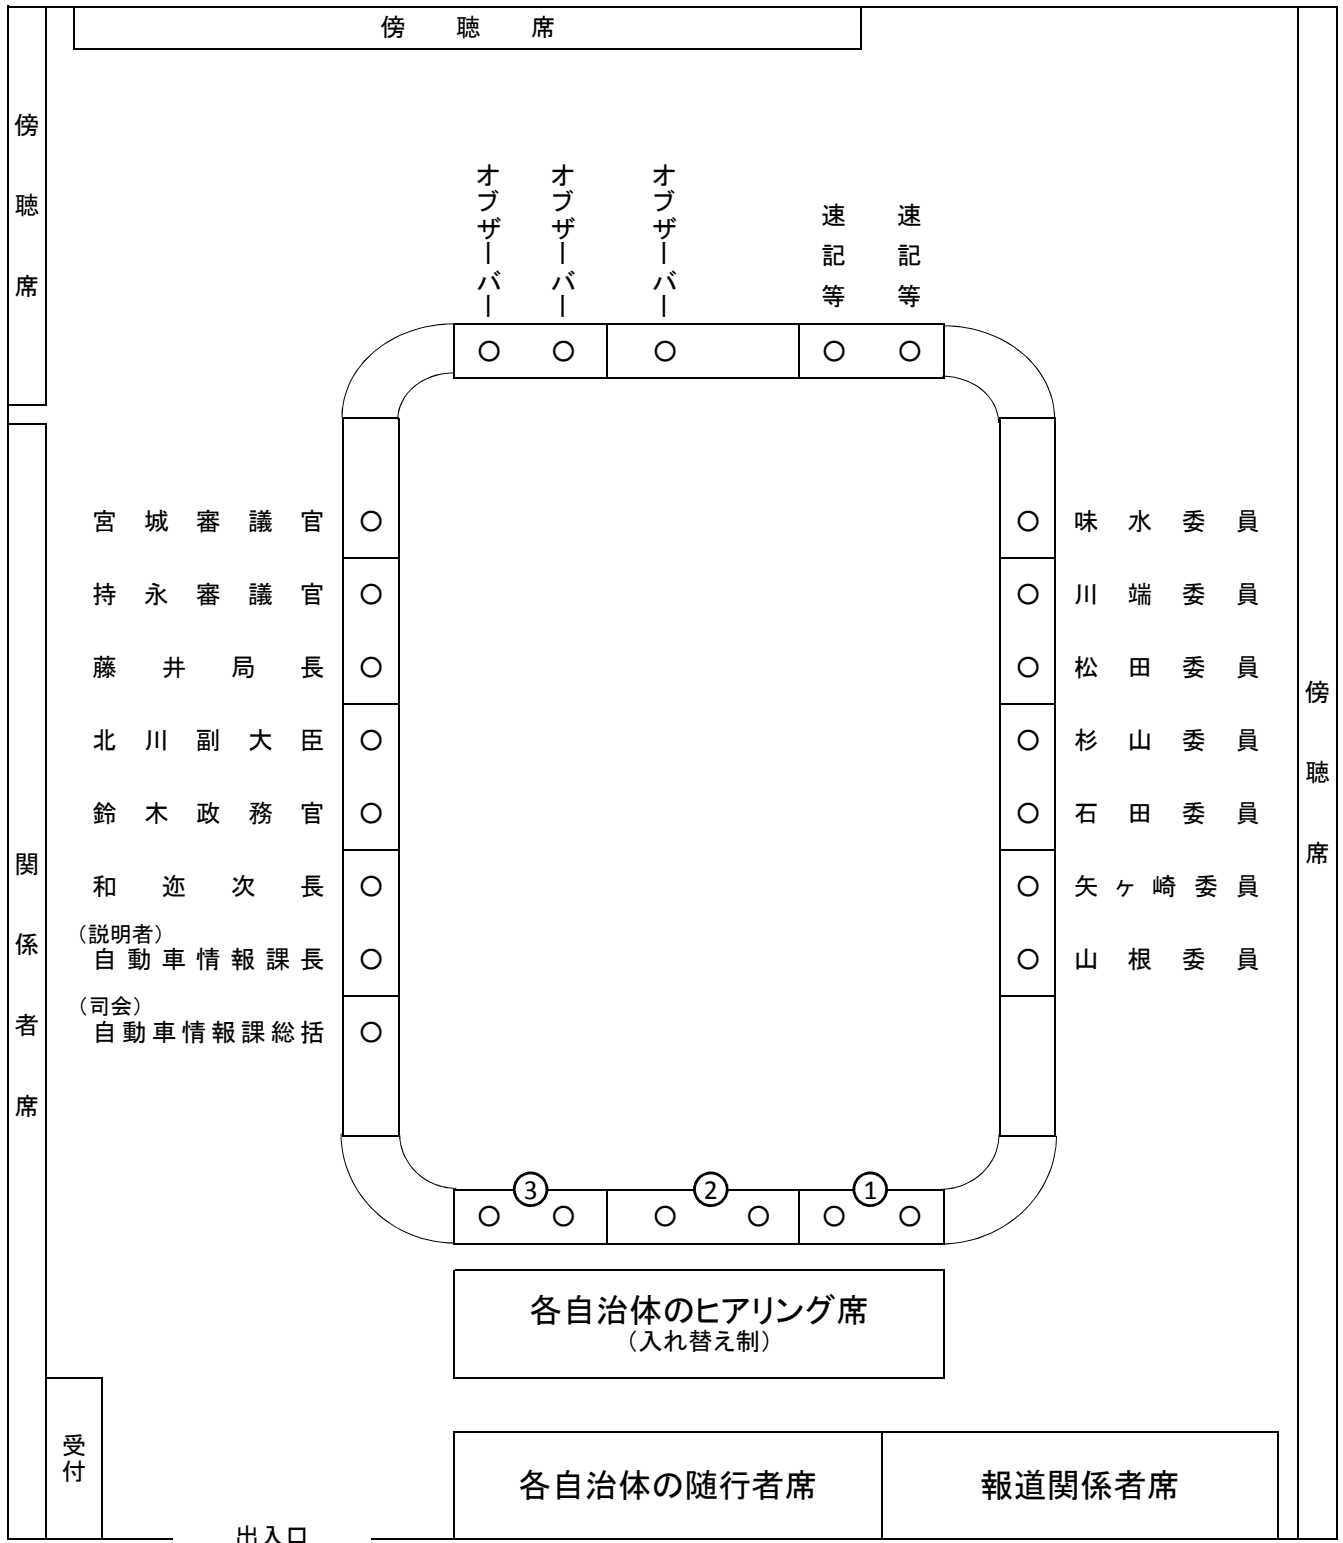 傍聴席
傍聴席
オブザーバー
オブザーバー
オブザーバー
速記等
速記等
宮城審議官
味水委員
持永審議官
川端委員
藤井局長
松田委員
北川副大臣
杉山委員
鈴木政務官
石田委員
和迩次長
矢ヶ崎委員
(説明者)
自動車情報課長
山根委員
(司会)
自動車情報課総括
関係者席
傍聴席
③
②
①
各自治体のヒアリング席
(入れ替え制)
受付
各自治体の随行者席
報道関係者席
出入口